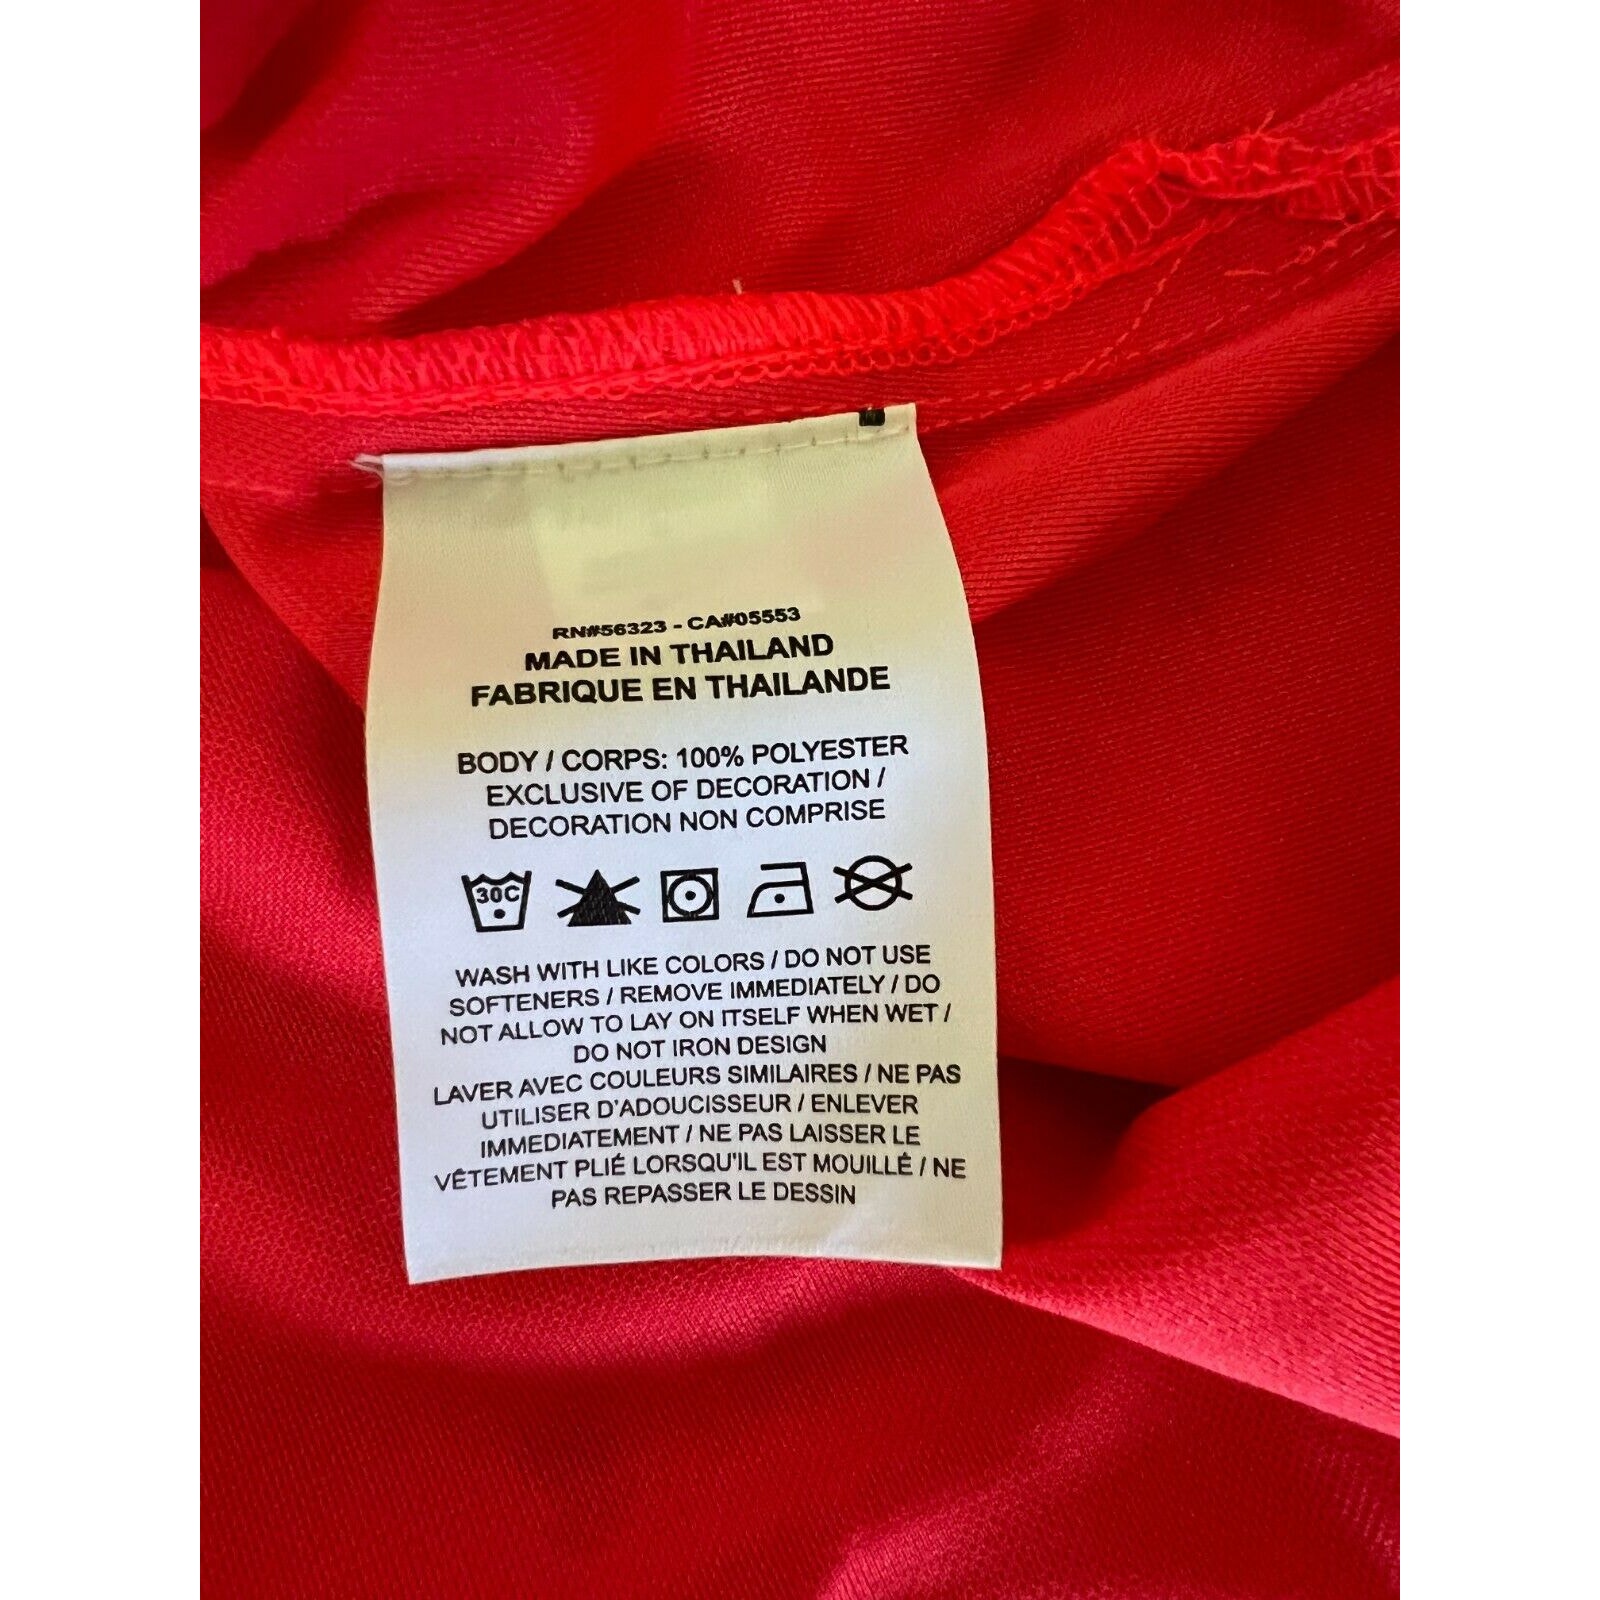 RN#56323 - CA#05553
MADE IN THAILAND
FABRIQUE EN THAILANDE
BODY / CORPS: 100% POLYESTER
EXCLUSIVE OF DECORATION /
DECORATION NON COMPRISE
30C
WASH WITH LIKE COLORS / DO NOT USE
SOFTENERS / REMOVE IMMEDIATELY / DO
NOT ALLOW TO LAY ON ITSELF WHEN WET /
DO NOT IRON DESIGN
LAVER AVEC COULEURS SIMILAIRES / NE PAS
UTILISER D'ADOUCISSEUR / ENLEVER
IMMEDIATEMENT / NE PAS LAISSER LE
VÊTEMENT PLIÉ LORSQU'IL EST MOUILLÉ / NE
PAS REPASSER LE DESSIN